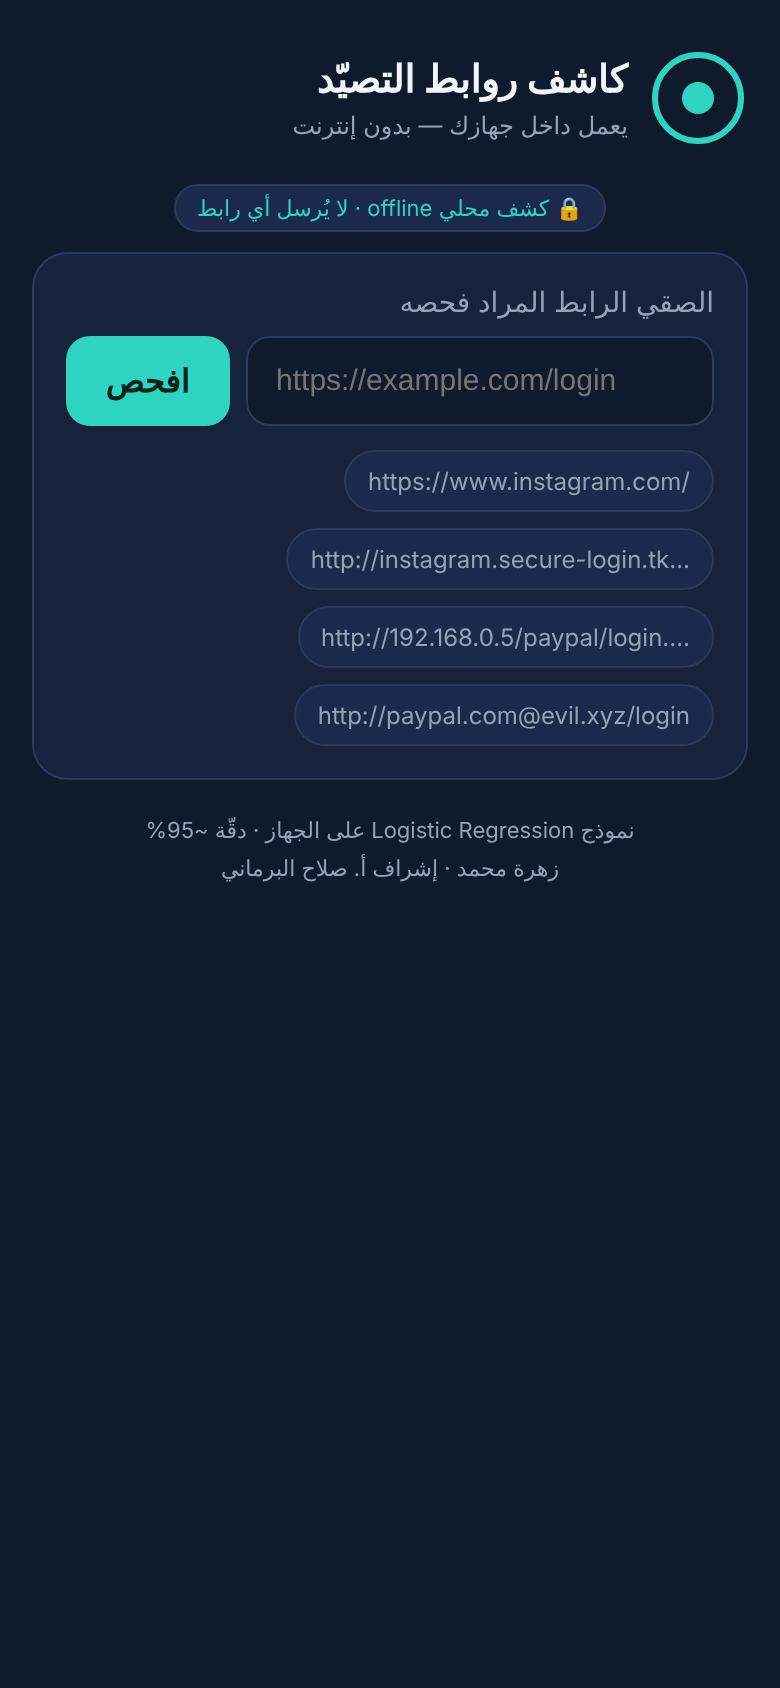 كاشف روابط التصيّد
يعمل داخل جهازك — بدون إنترنت
🔒 كشف محلي offline · لا يُرسل أي رابط
الصقي الرابط المراد فحصه
https://example.com/login
افحص
https://www.instagram.com/
http://instagram.secure-login.tk...
http://192.168.0.5/paypal/login....
http://paypal.com@evil.xyz/login
نموذج Logistic Regression على الجهاز · دقّة ~95%
زهرة محمد · إشراف أ. صلاح البرماني